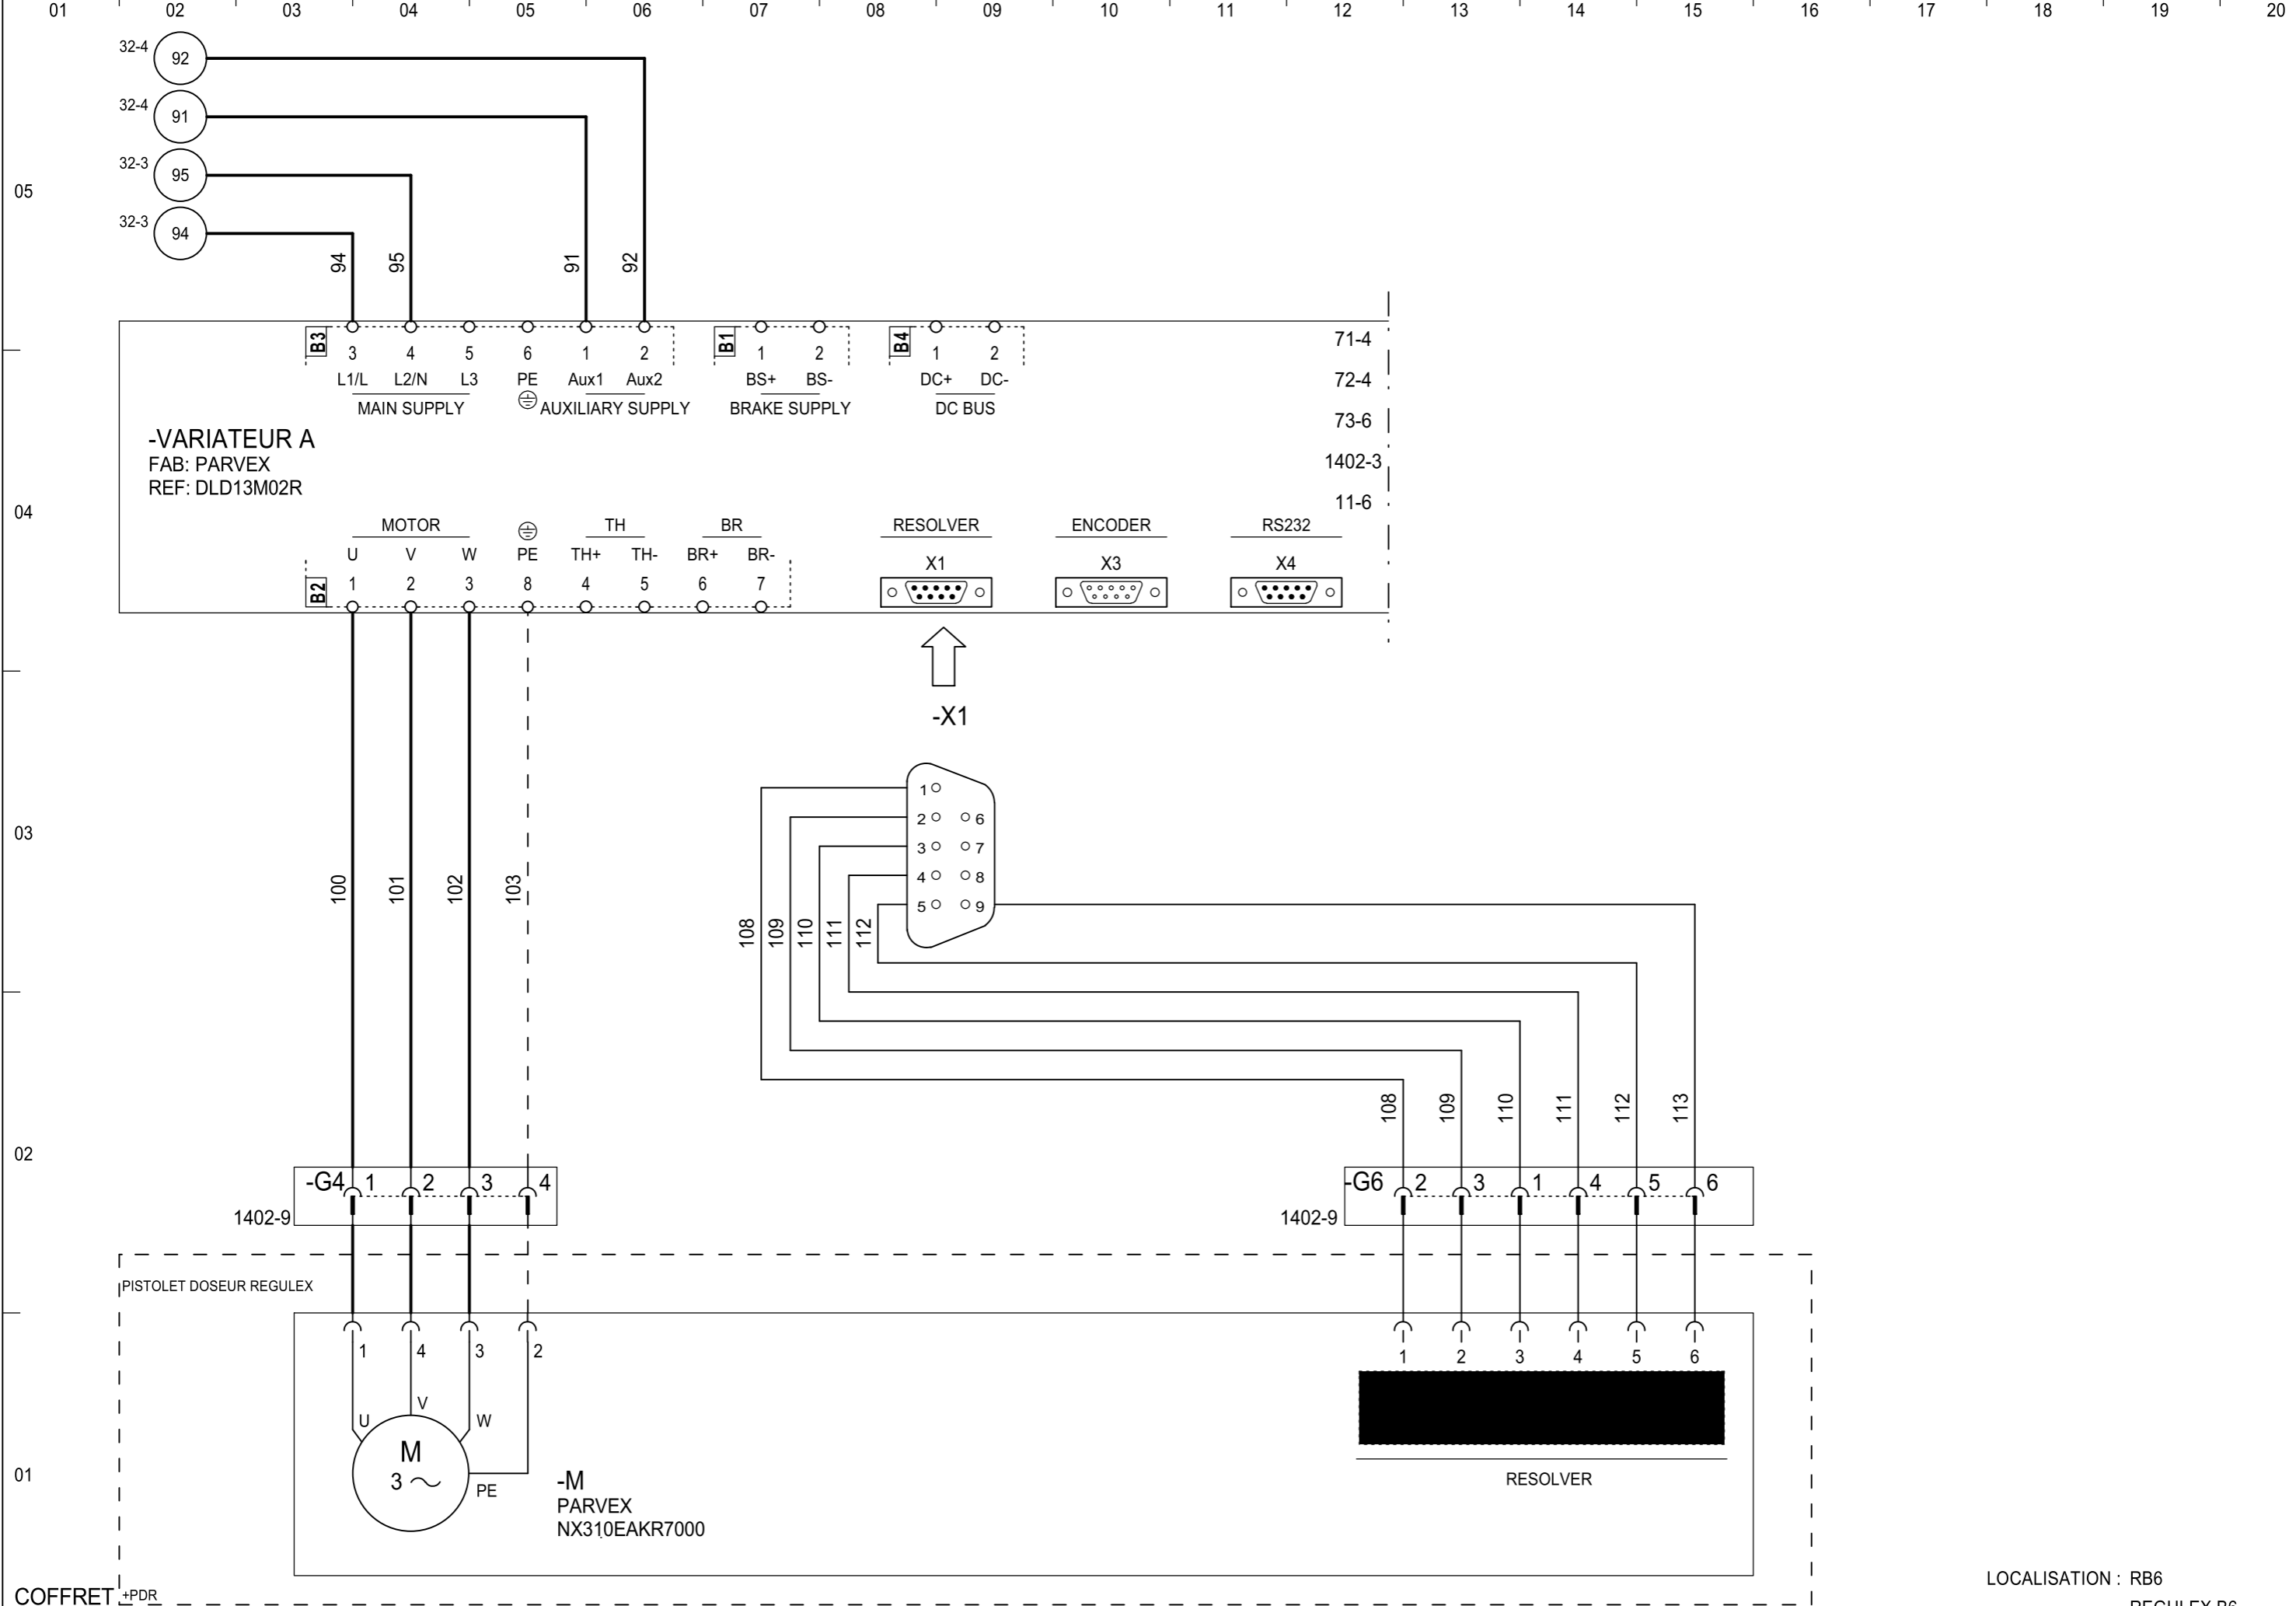 01 02 03 04 05 06 07 08 09 10 11 12 13 14 15 16 17 18 19 20
32-4 92
32-4 91
32-3 95
32-3 94
05
94 95 91 92
B3 B1 B4
3 4 5 6 1 2 1 2 1 2
L1/L L2/N L3 PE Aux1 Aux2 BS+ BS- DC+ DC-
MAIN SUPPLY AUXILIARY SUPPLY BRAKE SUPPLY DC BUS
71-4
72-4
73-6
1402-3
11-6
-VARIATEUR A
FAB: PARVEX
REF: DLD13M02R
04
MOTOR TH BR RESOLVER ENCODER RS232
U V W PE TH+ TH- BR+ BR- X1 X3 X4
B2 1 2 3 8 4 5 6 7
-X1
1
2 6
3 7
4 8
5 9
03
100 101 102 103
108 109 110 111 112
108 109 110 111 112 113
02
-G4 1 2 3 4
1402-9
-G6 2 3 1 4 5 6
1402-9
PISTOLET DOSEUR REGULEX
1 4 3 2
1 2 3 4 5 6
U V W
M
3
PE
01
-M
PARVEX
NX310EAKR7000
RESOLVER
COFFRET +PDR
LOCALISATION : RB6
REGULEX B6